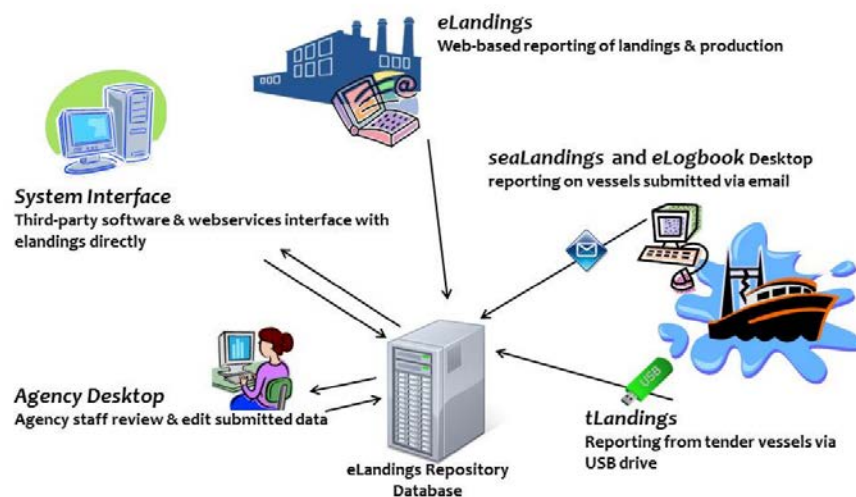 eLandings
Web-based reporting of landings & production
seaLandings and eLogbook Desktop
reporting on vessels submitted via email
System Interface
Third-party software & webservices interface with
elandings directly
Agency Desktop
Agency staff review & edit submitted data
USB
tLandings
Reporting from tender vessels via
USB drive
eLandings Repository
Database